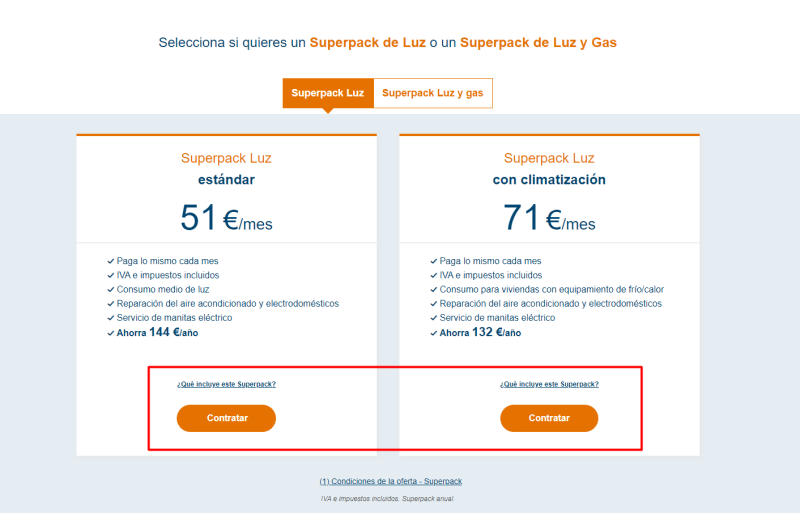 Selecciona si quieres un Superpack de Luz o un Superpack de Luz y Gas
Superpack Luz
Superpack Luz y gas
Superpack Luz
estándar
51 €/mes
✓ Paga lo mismo cada mes
✓ IVA e impuestos incluidos
✓ Consumo medio de luz
✓ Reparación del aire acondicionado y electrodomésticos
✓ Servicio de manitas eléctrico
✓ Ahorra 144 €/año
¿Qué incluye este Superpack?
Contratar
Superpack Luz
con climatización
71 €/mes
✓ Paga lo mismo cada mes
✓ IVA e impuestos incluidos
✓ Consumo para viviendas con equipamiento de frío/calor
✓ Reparación del aire acondicionado y electrodomésticos
✓ Servicio de manitas eléctrico
✓ Ahorra 132 €/año
¿Qué incluye este Superpack?
Contratar
(1) Condiciones de la oferta - Superpack
IVA e impuestos incluidos. Superpack anual.